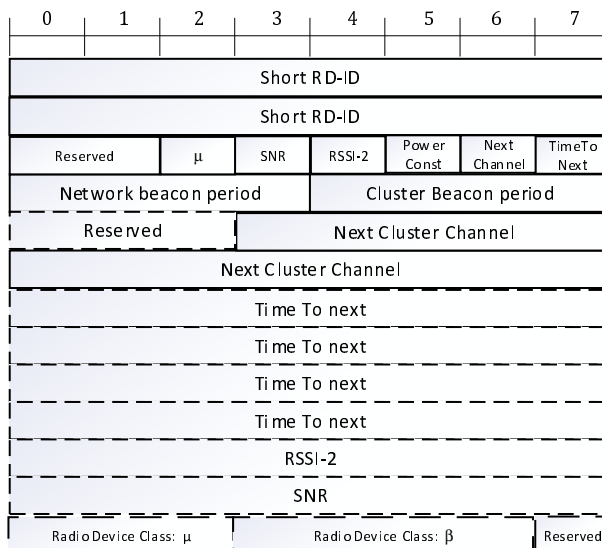 0 1 2 3 4 5 6 7
Short RD-ID
Short RD-ID
Reserved μ SNR RSSI-2 Power Const Next Channel TimeTo Next
Network beacon period Cluster Beacon period
Reserved Next Cluster Channel
Next Cluster Channel
Time To next
Time To next
Time To next
Time To next
RSSI-2
SNR
Radio Device Class: μ Radio Device Class: β Reserved